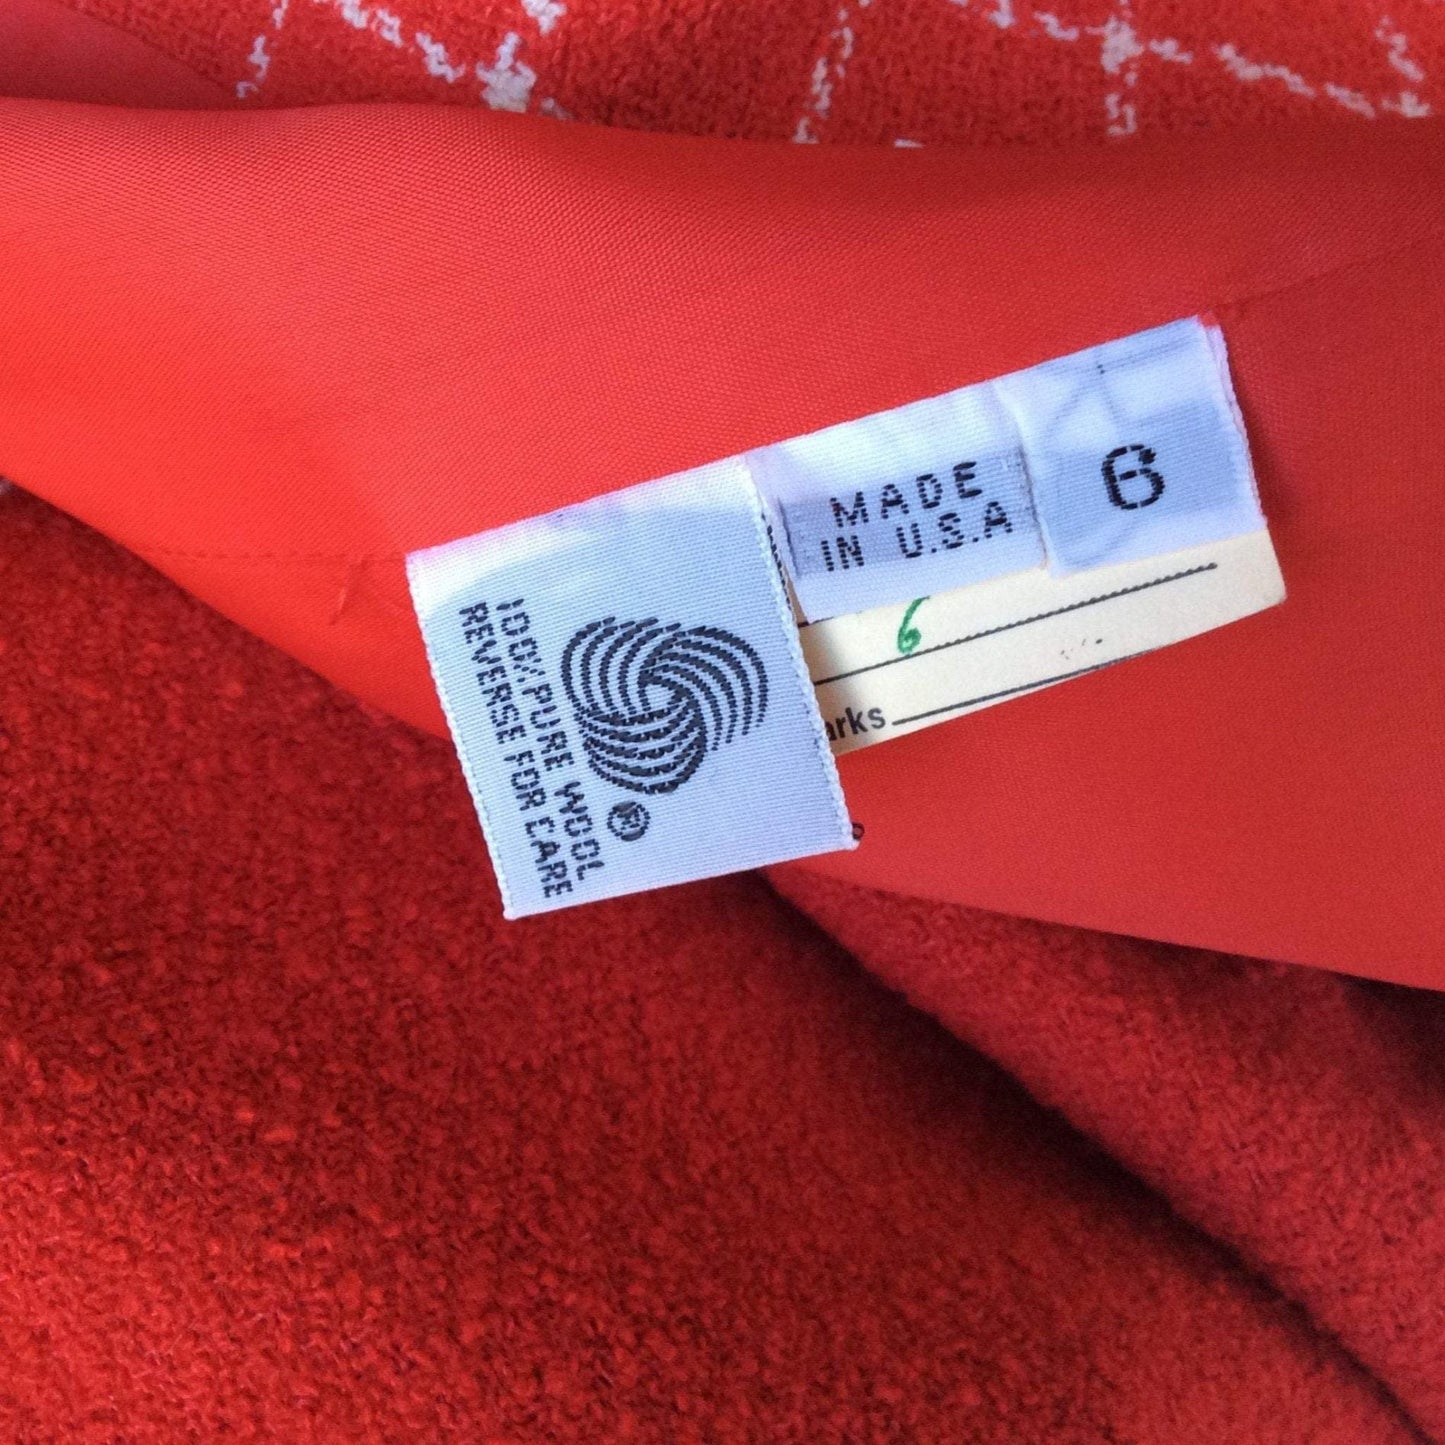 100% PURE WOOL
REVERSE FOR CARE
®
MADE
IN U.S.A
6
6
arks